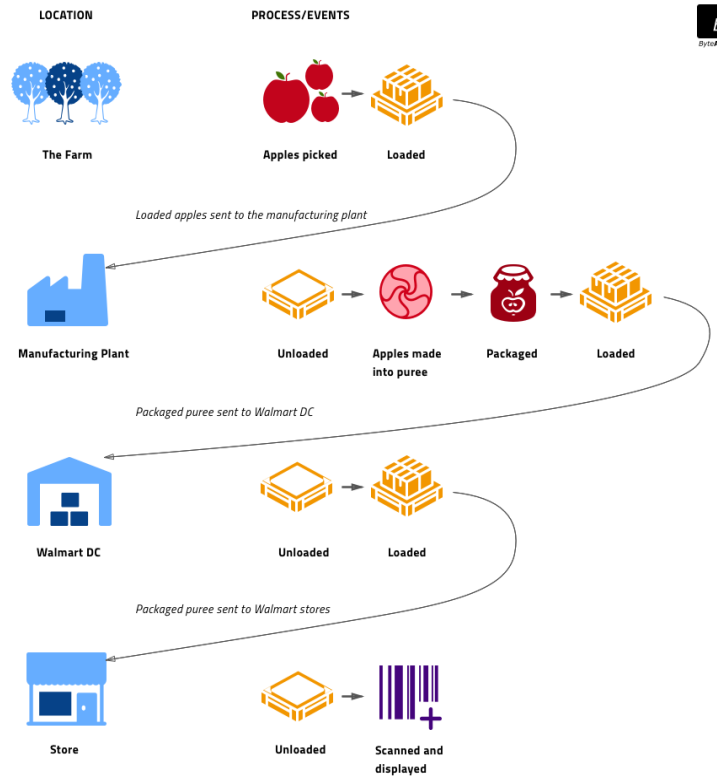 LOCATION
PROCESS/EVENTS
The Farm
Apples picked
Loaded
Loaded apples sent to the manufacturing plant
Manufacturing Plant
Unloaded
Apples made
into puree
Packaged
Loaded
Packaged puree sent to Walmart DC
Walmart DC
Unloaded
Loaded
Packaged puree sent to Walmart stores
Store
Unloaded
Scanned and
displayed